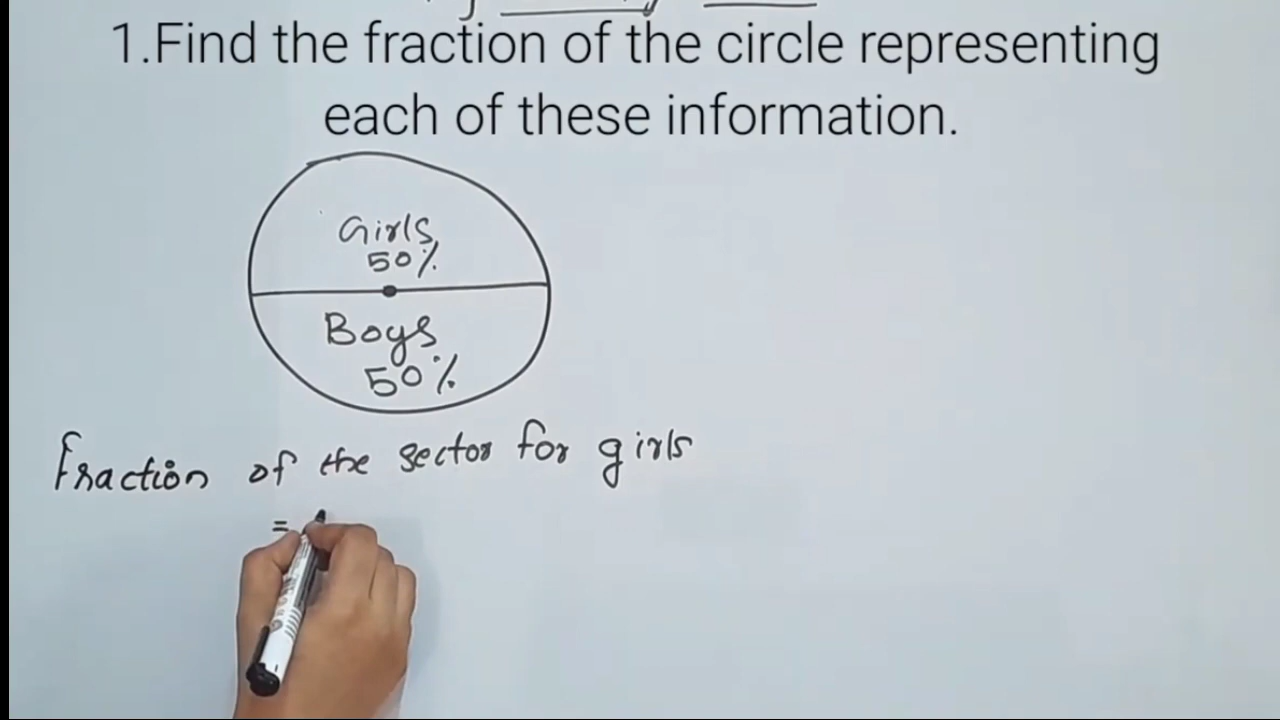 1.Find the fraction of the circle representing
each of these information.
Girls
50%
Boys
50%
Fraction of the sector for girls
=